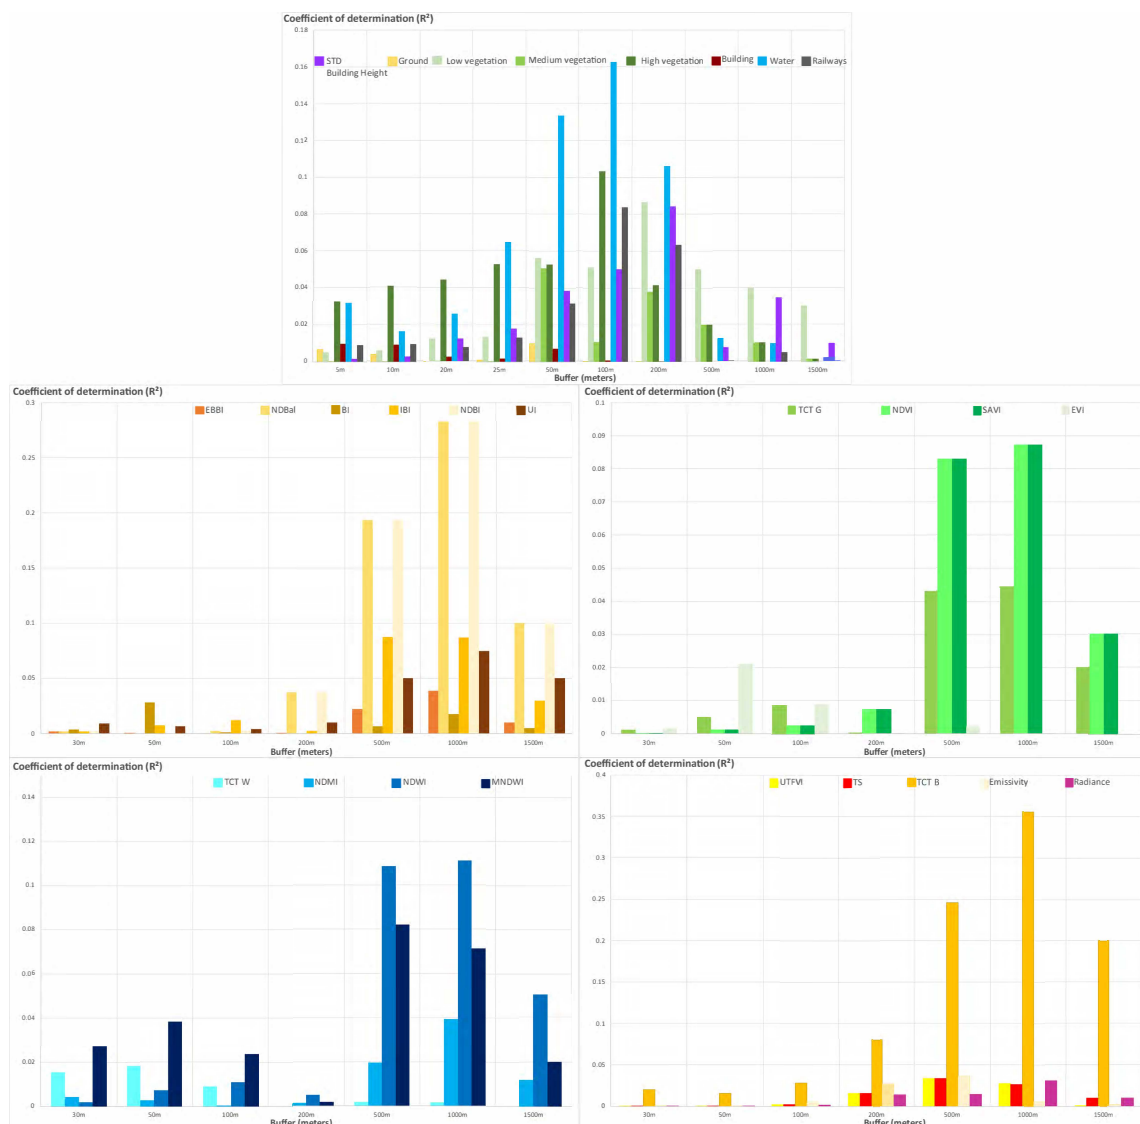 Coefficient of determination (R²)
0.18
0.16
0.14
0.12
0.1
0.08
0.06
0.04
0.02
0
STD Ground Low vegetation Medium vegetation High vegetation Building Water Railways
Building Height
5m 10m 20m 25m 50m 100m 200m 500m 1000m 1500m
Buffer (meters)
Coefficient of determination (R²)
0.3
0.25
0.2
0.15
0.1
0.05
0
EBBI NDBal BI IBI NDBI UI
30m 50m 100m 200m 500m 1000m 1500m
Buffer (meters)
Coefficient of determination (R²)
0.1
0.09
0.08
0.07
0.06
0.05
0.04
0.03
0.02
0.01
0
TCT G NDVI SAVI EVI
30m 50m 100m 200m 500m 1000m 1500m
Buffer (meters)
Coefficient of determination (R²)
0.14
0.12
0.1
0.08
0.06
0.04
0.02
0
TCT W NDMI NDWI MNDWI
30m 50m 100m 200m 500m 1000m 1500m
Buffer (meters)
Coefficient of determination (R²)
0.4
0.35
0.3
0.25
0.2
0.15
0.1
0.05
0
UTFVI TS TCT B Emissivity Radiance
30m 50m 100m 200m 500m 1000m 1500m
Buffer (meters)